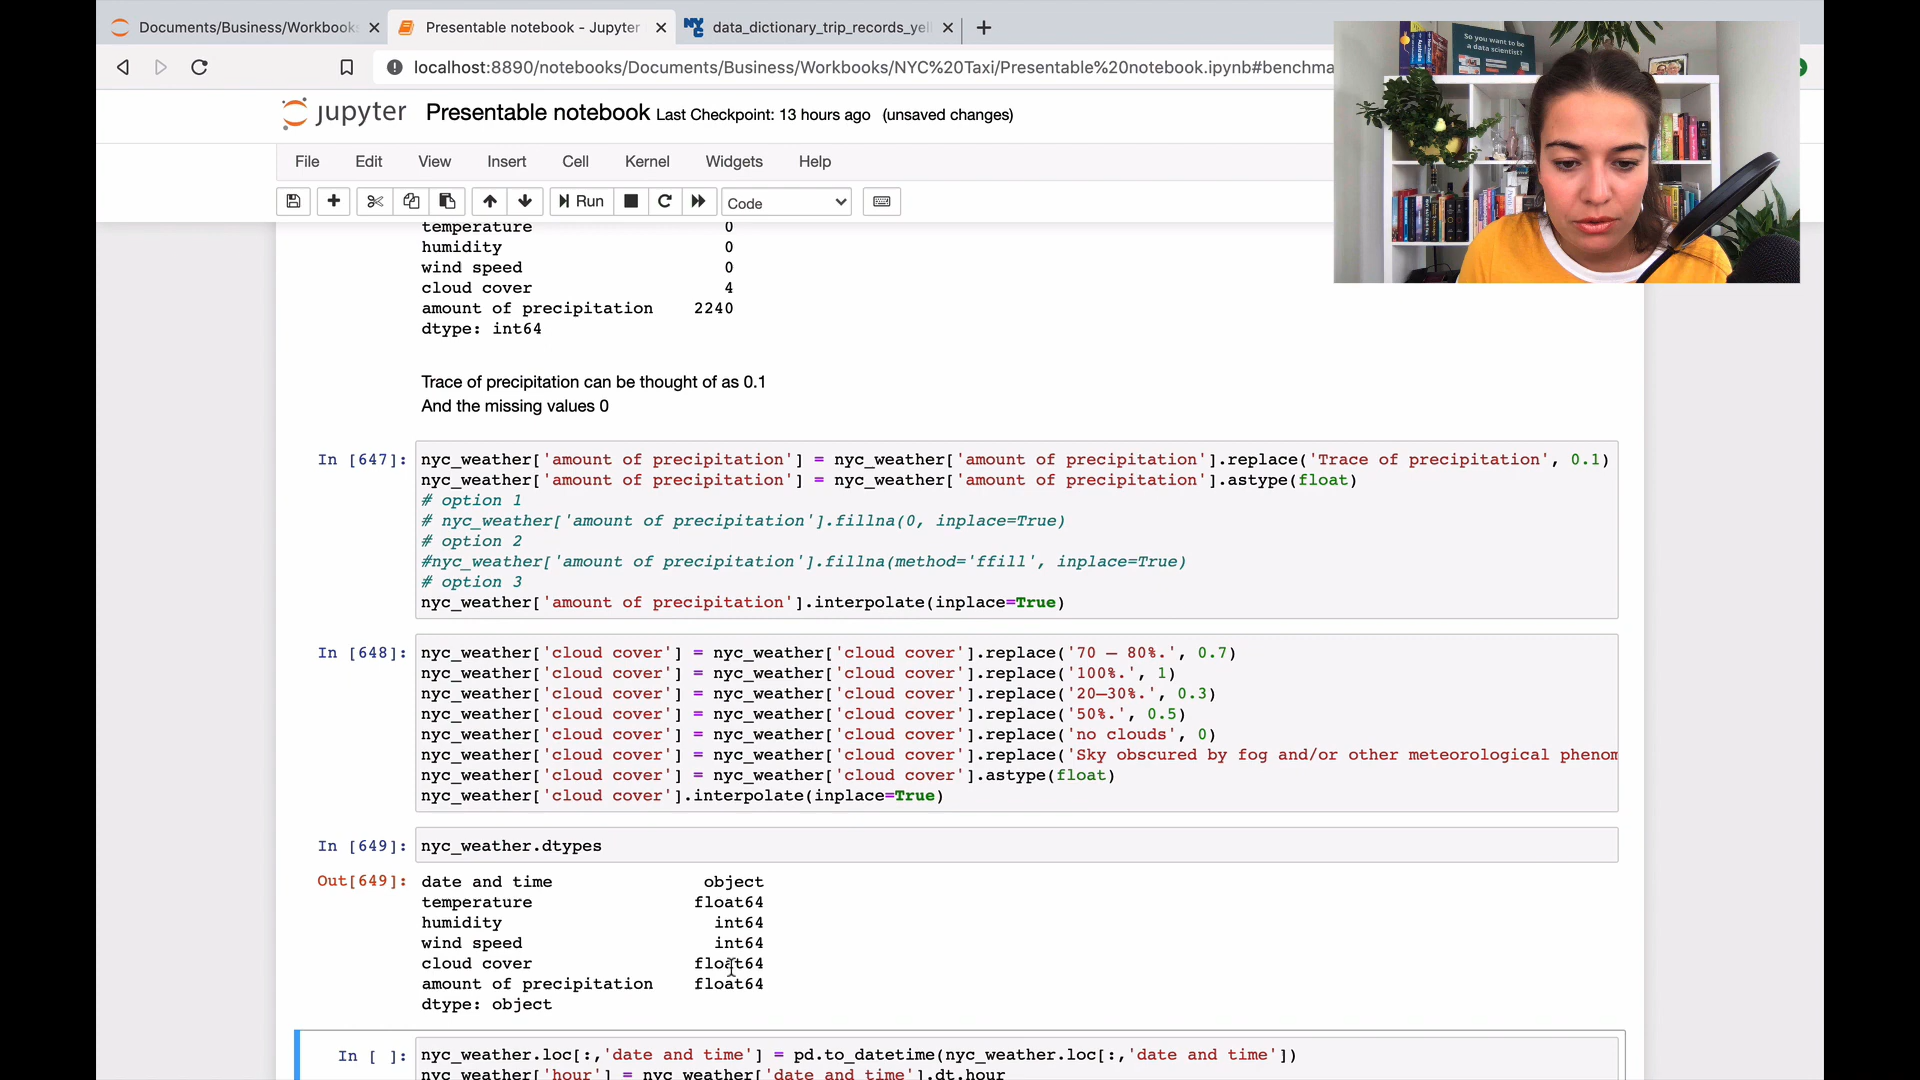 Documents/Business/Workbooks
Presentable notebook - Jupyter
NYC data_dictionary_trip_records_yel
localhost:8890/notebooks/Documents/Business/Workbooks/NYC%20Taxi/Presentable%20notebook.ipynb#benchma
So you want to be
a data scientist?
jupyter Presentable notebook Last Checkpoint: 13 hours ago (unsaved changes)
File Edit View Insert Cell Kernel Widgets Help
Run Code
temperature 0
humidity 0
wind speed 0
cloud cover 4
amount of precipitation 2240
dtype: int64
Trace of precipitation can be thought of as 0.1
And the missing values 0
In [647]: nyc_weather['amount of precipitation'] = nyc_weather['amount of precipitation'].replace('Trace of precipitation', 0.1)
nyc_weather['amount of precipitation'] = nyc_weather['amount of precipitation'].astype(float)
# option 1
# nyc_weather['amount of precipitation'].fillna(0, inplace=True)
# option 2
#nyc_weather['amount of precipitation'].fillna(method='ffill', inplace=True)
# option 3
nyc_weather['amount of precipitation'].interpolate(inplace=True)
In [648]: nyc_weather['cloud cover'] = nyc_weather['cloud cover'].replace('70 – 80%.', 0.7)
nyc_weather['cloud cover'] = nyc_weather['cloud cover'].replace('100%.', 1)
nyc_weather['cloud cover'] = nyc_weather['cloud cover'].replace('20–30%.', 0.3)
nyc_weather['cloud cover'] = nyc_weather['cloud cover'].replace('50%.', 0.5)
nyc_weather['cloud cover'] = nyc_weather['cloud cover'].replace('no clouds', 0)
nyc_weather['cloud cover'] = nyc_weather['cloud cover'].replace('Sky obscured by fog and/or other meteorological phenom
nyc_weather['cloud cover'] = nyc_weather['cloud cover'].astype(float)
nyc_weather['cloud cover'].interpolate(inplace=True)
In [649]: nyc_weather.dtypes
Out[649]: date and time object
temperature float64
humidity int64
wind speed int64
cloud cover float64
amount of precipitation float64
dtype: object
In [ ]: nyc_weather.loc[:,'date and time'] = pd.to_datetime(nyc_weather.loc[:,'date and time'])
nyc_weather['hour'] = nyc_weather['date and time'].dt.hour